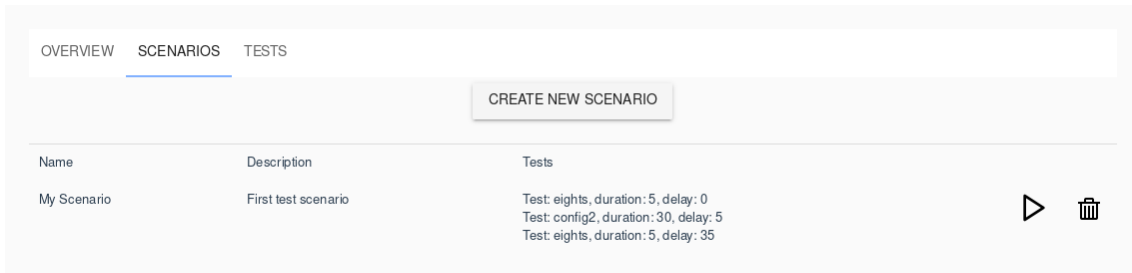 OVERVIEW SCENARIOS TESTS
CREATE NEW SCENARIO
Name Description Tests
My Scenario First test scenario Test: eights, duration: 5, delay: 0
Test: config2, duration: 30, delay: 5
Test: eights, duration: 5, delay: 35